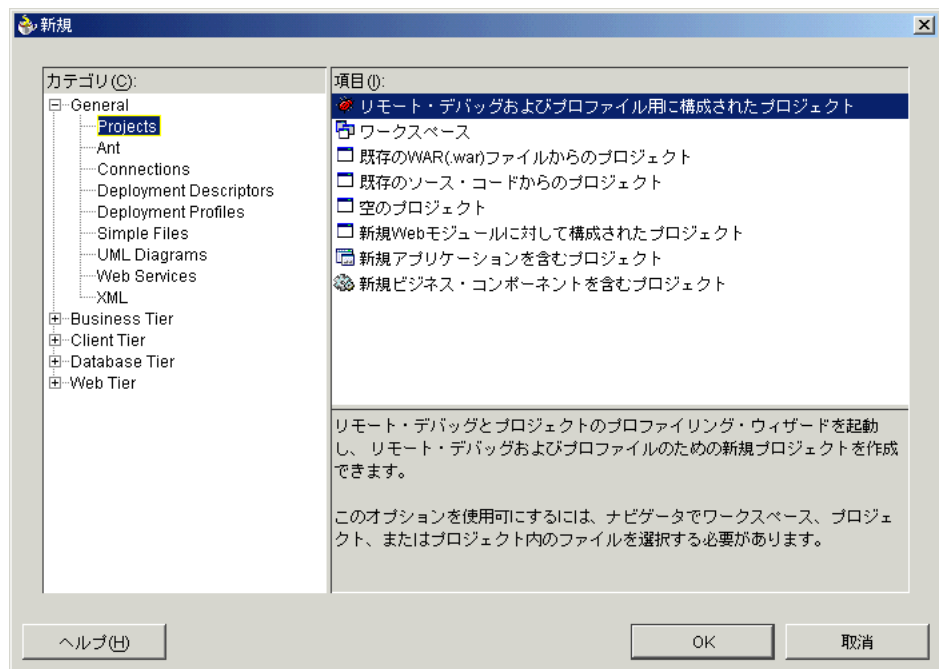 新規
カテゴリ(C):
General
Projects
Ant
Connections
Deployment Descriptors
Deployment Profiles
Simple Files
UML Diagrams
Web Services
XML
Business Tier
Client Tier
Database Tier
Web Tier
項目(I):
リモート・デバッグおよびプロファイル用に構成されたプロジェクト
ワークスペース
既存のWAR(.war)ファイルからのプロジェクト
既存のソース・コードからのプロジェクト
空のプロジェクト
新規Webモジュールに対して構成されたプロジェクト
新規アプリケーションを含むプロジェクト
新規ビジネス・コンポーネントを含むプロジェクト
リモート・デバッグとプロジェクトのプロファイリング・ウィザードを起動
し、 リモート・デバッグおよびプロファイルのための新規プロジェクトを作成
できます。
このオプションを使用可にするには、ナビゲータでワークスペース、プロジェ
クト、またはプロジェクト内のファイルを選択する必要があります。
ヘルプ(H)
OK
取消